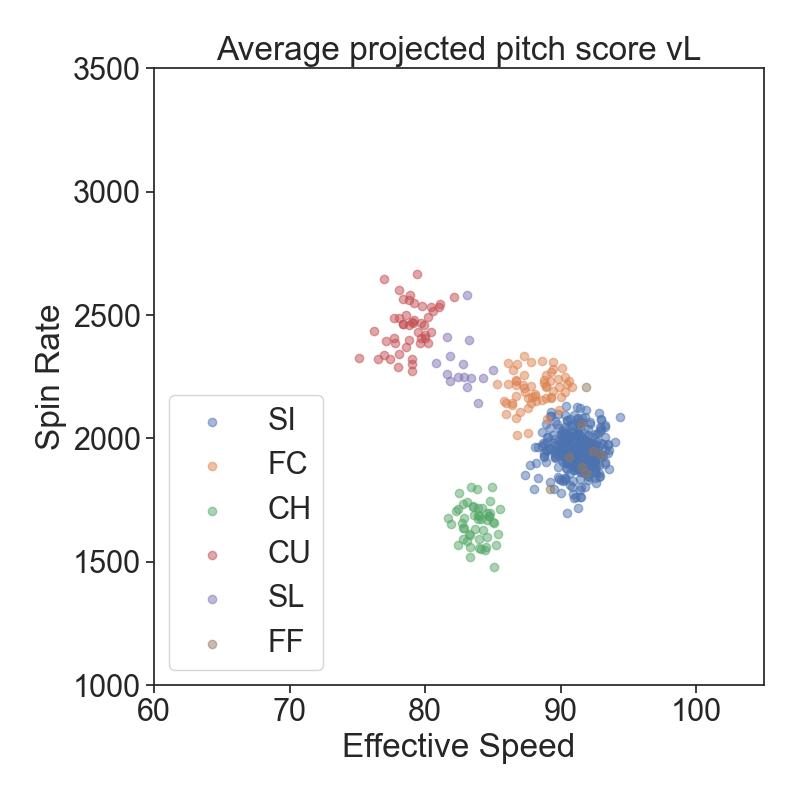 Average projected pitch score vL
3500
3000
2500
2000
1500
1000
Spin Rate
SI
FC
CH
CU
SL
FF
60 70 80 90 100
Effective Speed